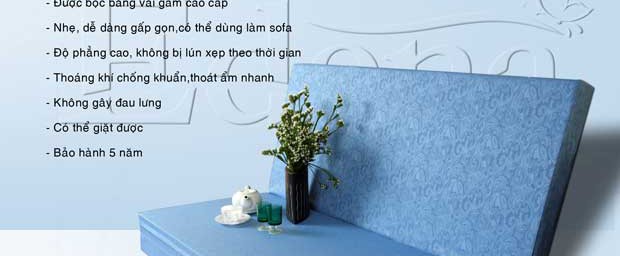 - Được bọc bằng vải gấm cao cấp
- Nhẹ, dễ dàng gấp gọn,có thể dùng làm sofa
- Độ phẳng cao, không bị lún xẹp theo thời gian
- Thoáng khí chống khuẩn,thoát ẩm nhanh
- Không gây đau lưng
- Có thể giặt được
- Bảo hành 5 năm